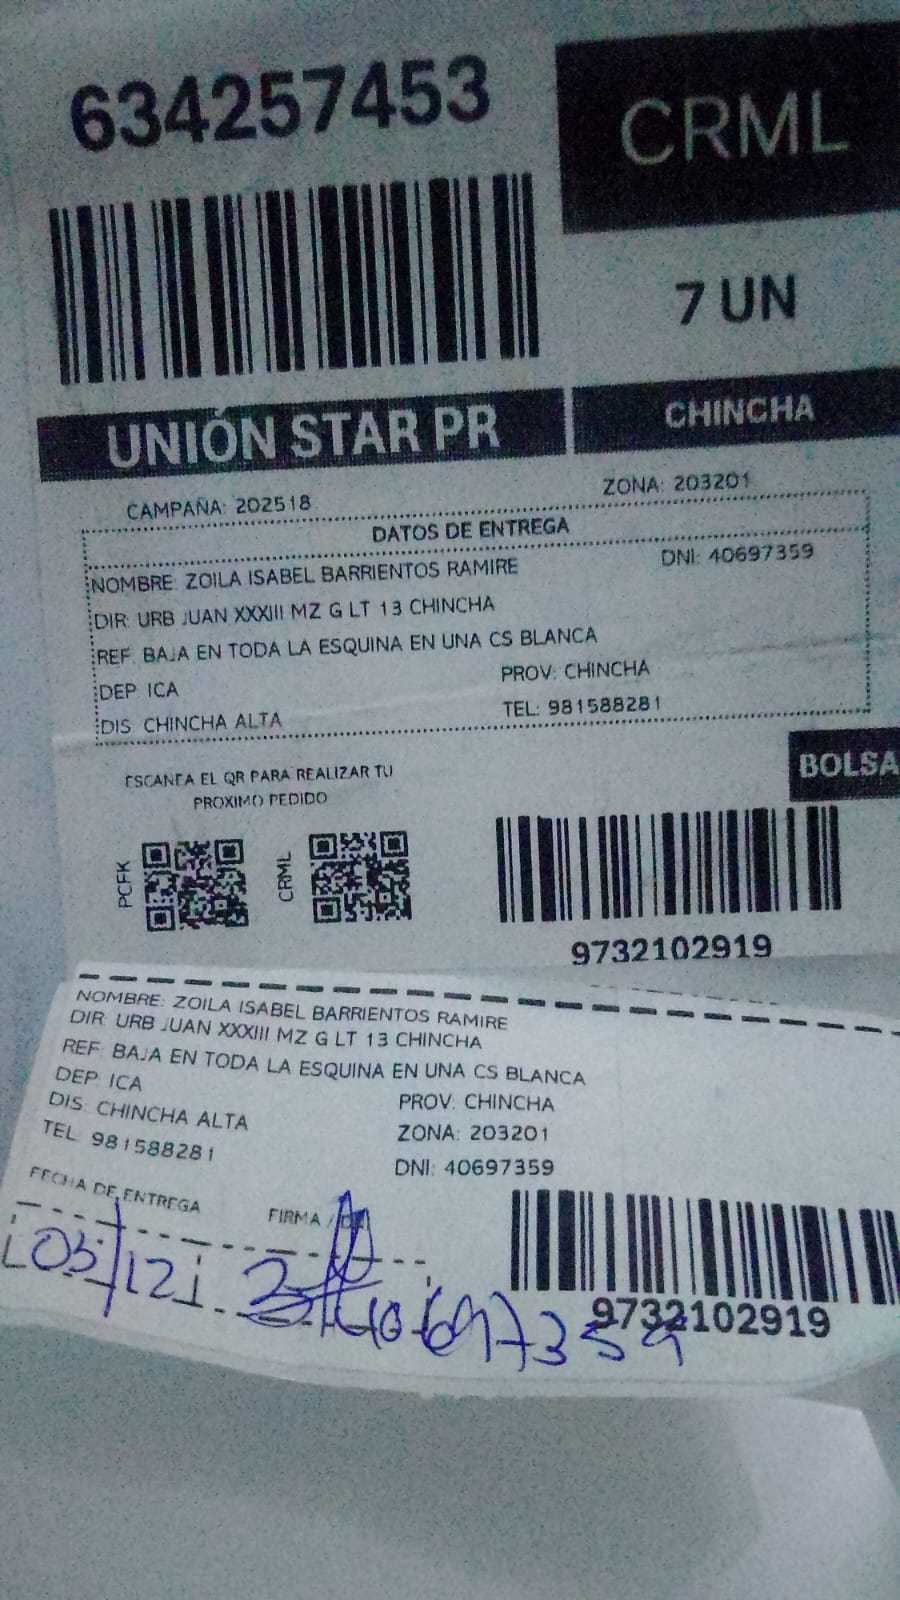 634257453
CRML
7 UN
UNIÓN STAR PR
CHINCHA
CAMPAÑA: 202518
ZONA: 203201
DATOS DE ENTREGA
NOMBRE: ZOILA ISABEL BARRIENTOS RAMIRE
DNI: 40697359
DIR: URB JUAN XXXIII MZ G LT 13 CHINCHA
REF: BAJA EN TODA LA ESQUINA EN UNA CS BLANCA
DEP: ICA
PROV: CHINCHA
DIS: CHINCHA ALTA
TEL: 981588281
ESCANEA EL QR PARA REALIZAR TU
PROXIMO PEDIDO
BOLSA
PCFK
CRML
9732102919
NOMBRE: ZOILA ISABEL BARRIENTOS RAMIRE
DIR: URB JUAN XXXIII MZ G LT 13 CHINCHA
REF: BAJA EN TODA LA ESQUINA EN UNA CS BLANCA
DEP: ICA
PROV: CHINCHA
DIS: CHINCHA ALTA
ZONA: 203201
TEL: 981588281
DNI: 40697359
FECHA DE ENTREGA
FIRMA /
03/12
40697359
9732102919